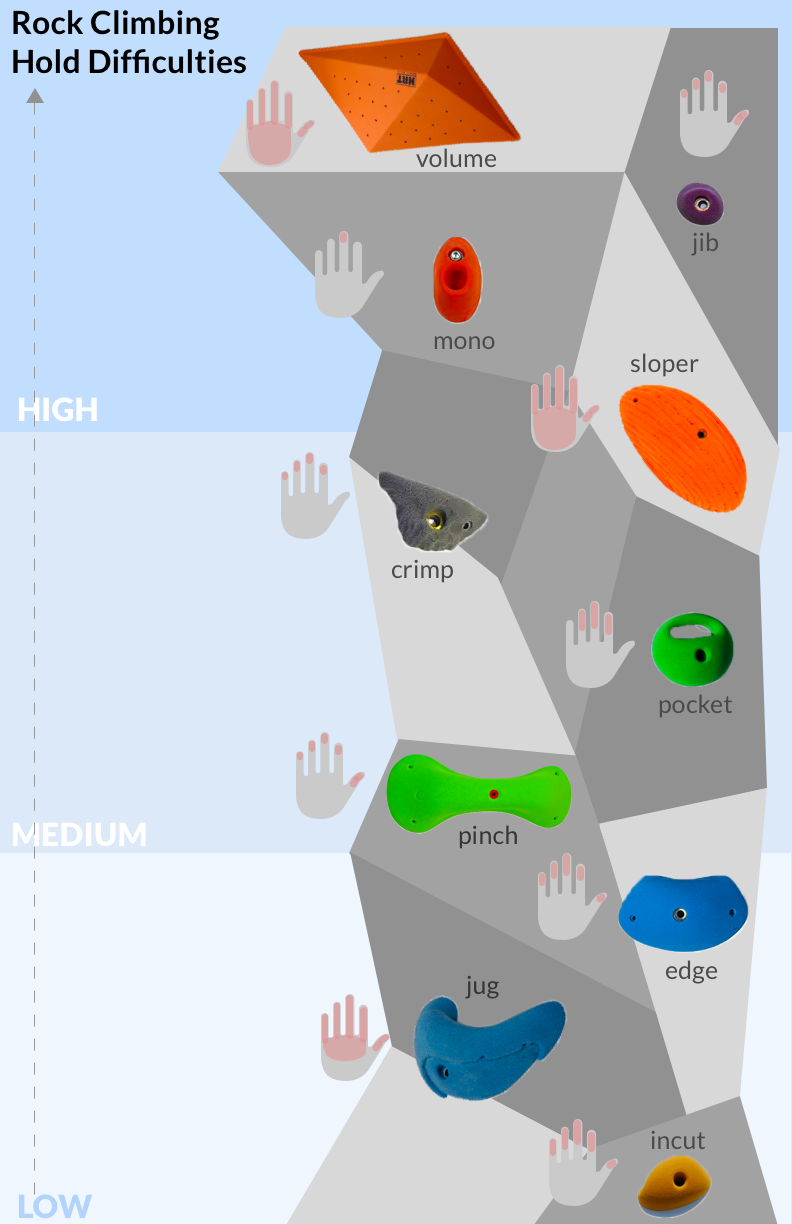 Rock Climbing
Hold Difficulties
volume
jib
mono
sloper
HIGH
crimp
pocket
MEDIUM
pinch
edge
jug
incut
LOW